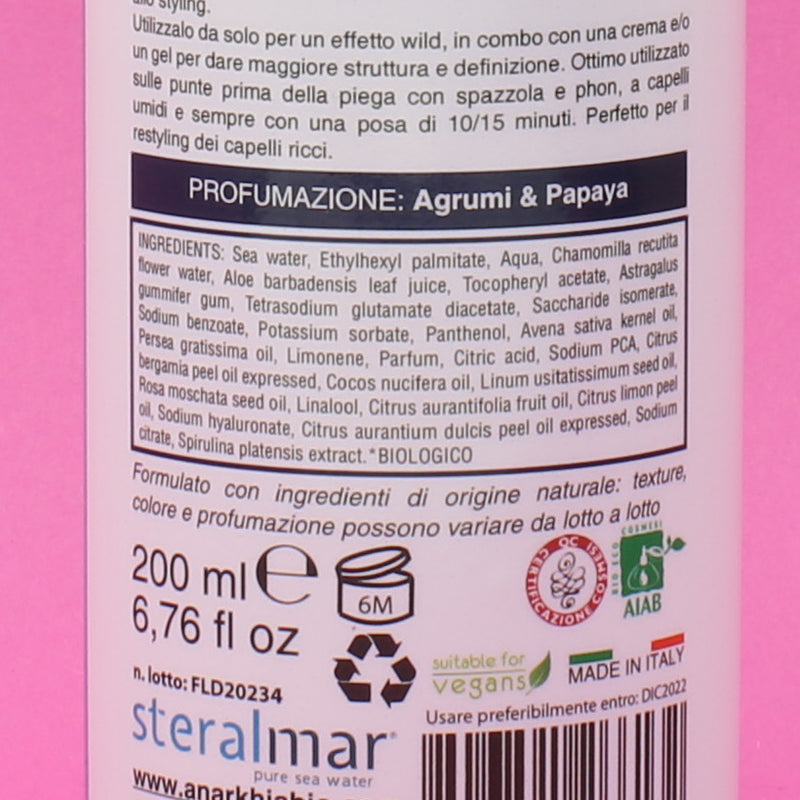 allo styling.
Utilizzalo da solo per un effetto wild, in combo con una crema e/o
un gel per dare maggiore struttura e definizione. Ottimo utilizzato
sulle punte prima della piega con spazzola e phon, a capelli
umidi e sempre con una posa di 10/15 minuti. Perfetto per il
restyling dei capelli ricci.
PROFUMAZIONE: Agrumi & Papaya
INGREDIENTS: Sea water, Ethylhexyl palmitate, Aqua, Chamomilla recutita
flower water, Aloe barbadensis leaf juice, Tocopheryl acetate, Astragalus
gummifer gum, Tetrasodium glutamate diacetate, Saccharide isomerate,
Sodium benzoate, Potassium sorbate, Panthenol, Avena sativa kernel oil,
Persea gratissima oil, Limonene, Parfum, Citric acid, Sodium PCA, Citrus
bergamia peel oil expressed, Cocos nucifera oil, Linum usitatissimum seed oil,
Rosa moschata seed oil, Linalool, Citrus aurantifolia fruit oil, Citrus limon peel
oil, Sodium hyaluronate, Citrus aurantium dulcis peel oil expressed, Sodium
citrate, Spirulina platensis extract.*BIOLOGICO
Formulato con ingredienti di origine naturale: texture,
colore e profumazione possono variare da lotto a lotto
200 ml e
6,76 fl oz
6M
QC CERTIFICAZIONE COSMESI
COSMESI
BIO ECO
AIAB
suitable for
vegans
MADE IN ITALY
n. lotto: FLD20234
Usare preferibilmente entro: DIC2022
steralmar®
pure sea water